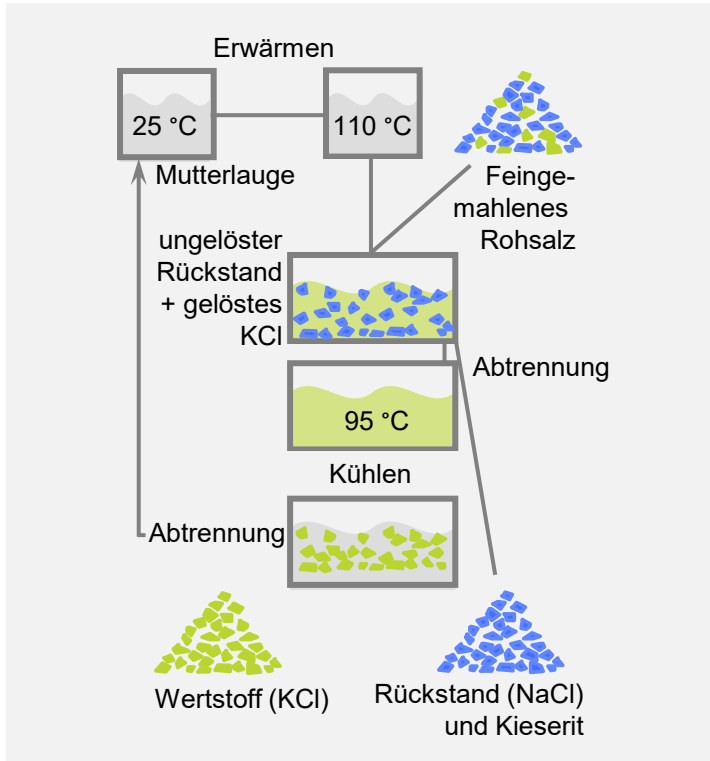 Erwärmen
25 °C
110 °C
Mutterlauge
Feinge-
mahlenes
Rohsalz
ungelöster
Rückstand
+ gelöstes
KCl
Abtrennung
95 °C
Kühlen
Abtrennung
Wertstoff (KCl)
Rückstand (NaCl)
und Kieserit